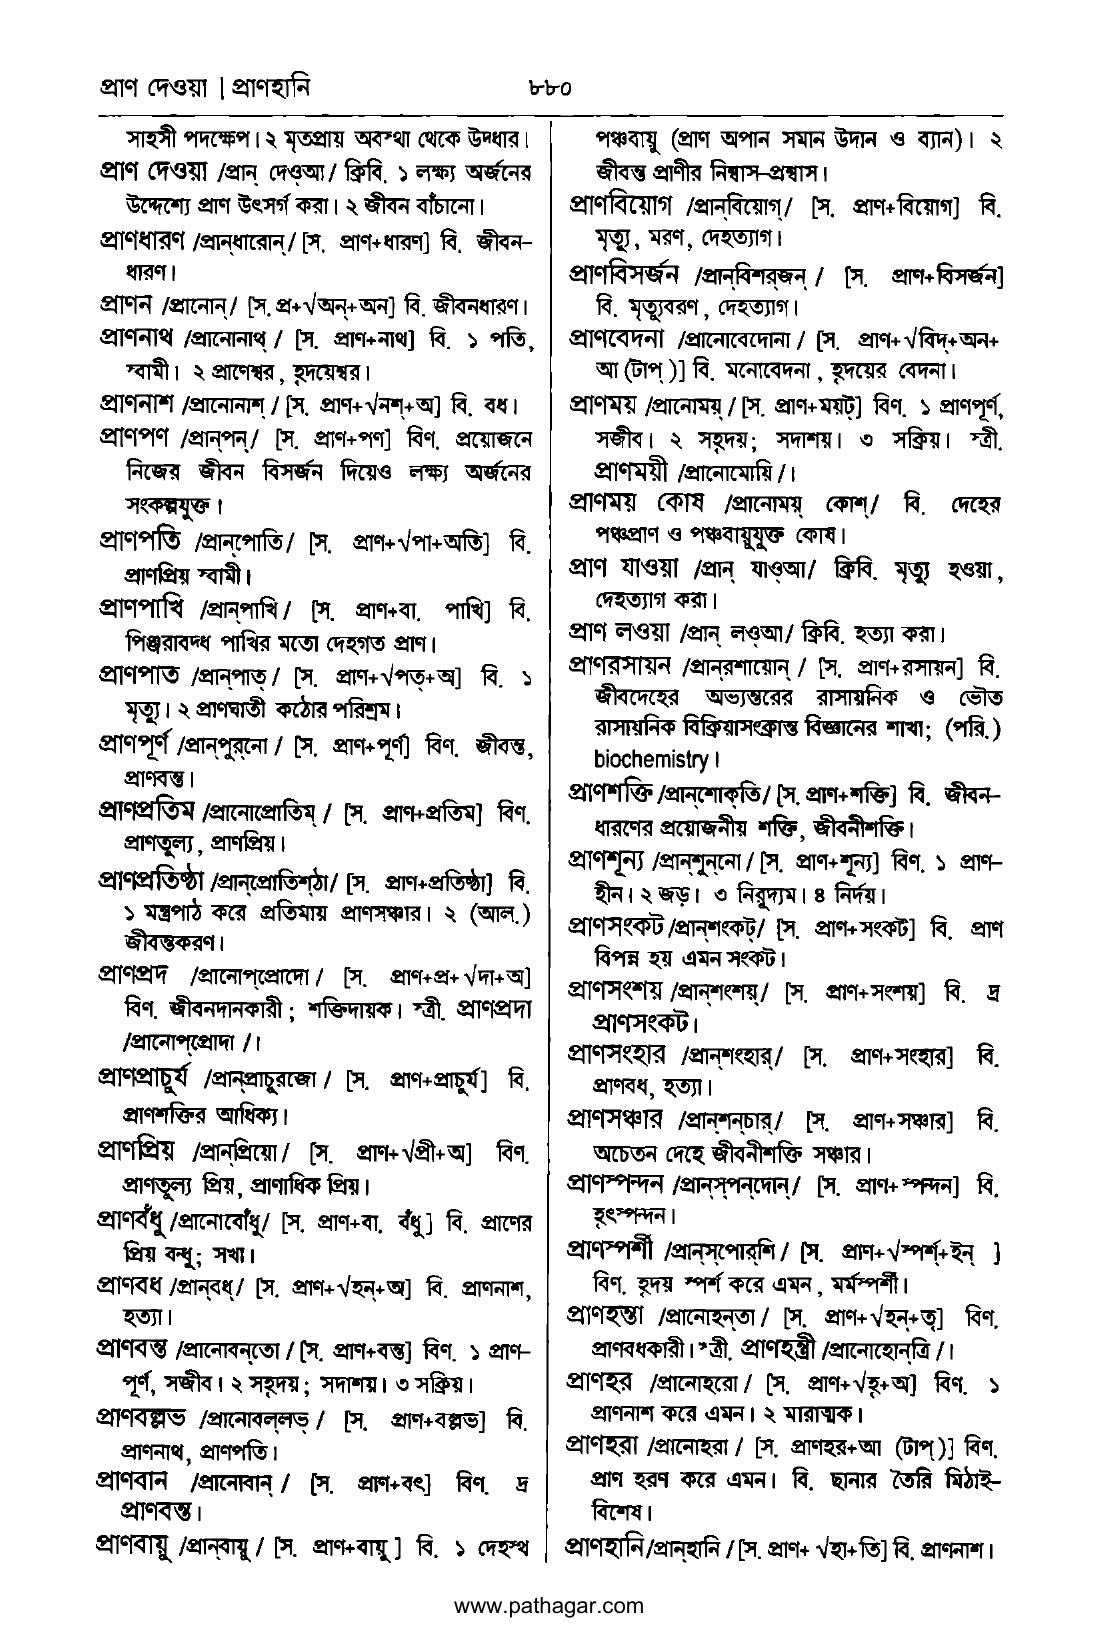 প্রাণ দেওয়া | প্রাণহানি
৮৮০
সাহসী পদক্ষেপ। ২ মৃতপ্রায় অবস্থা থেকে উদ্ধার।
প্রাণ দেওয়া /প্রান্ দেওআ/ ক্রিবি. ১ লক্ষ্য অর্জনের
উদ্দেশ্যে প্রাণ উৎসর্গ করা। ২ জীবন বাঁচানো।
প্রাণধারণ /প্রান্‌ধারোন্/ [স. প্রাণ+ধারণ] বি. জীবন–
ধারণ।
প্রাণন /প্রানোন্/ [স. প্র+√অন্+অন] বি. জীবনধারণ।
প্রাণনাথ /প্রানোনাথ্/ [স. প্রাণ+নাথ] বি. ১ পতি,
স্বামী। ২ প্রাণেশ্বর, হৃদয়েশ্বর।
প্রাণনাশ /প্রানোনাশ্/ [স. প্রাণ+√নশ্+অ] বি. বধ।
প্রাণপণ /প্রান্‌পন্/ [স. প্রাণ+পণ] বিণ. প্রয়োজনে
নিজের জীবন বিসর্জন দিয়েও লক্ষ্য অর্জনের
সংকল্পযুক্ত।
প্রাণপতি /প্রান্‌পোতি/ [স. প্রাণ+√পা+অতি] বি.
প্রাণপ্রিয় স্বামী।
প্রাণপাখি /প্রান্‌পাখি/ [স. প্রাণ+বা. পাখি] বি.
পিঞ্জরাবদ্ধ পাখির মতো দেহগত প্রাণ।
প্রাণপাত /প্রান্‌পাত্/ [স. প্রাণ+√পত্+অ] বি. ১
মৃত্যু। ২ প্রাণঘাতী কঠোর পরিশ্রম।
প্রাণপূর্ণ /প্রান্‌পুর্‌নো/ [স. প্রাণ+পূর্ণ] বিণ. জীবন্ত,
প্রাণবন্ত।
প্রাণপ্রতিম /প্রানোপ্রোতিম্/ [স. প্রাণ+প্রতিম] বিণ.
প্রাণতুল্য, প্রাণপ্রিয়।
প্রাণপ্রতিষ্ঠা /প্রান্‌প্রোতিশ্‌ঠা/ [স. প্রাণ+প্রতিষ্ঠা] বি.
১ মন্ত্রপাঠ করে প্রতিমায় প্রাণসঞ্চার। ২ (আল.)
জীবন্তকরণ।
প্রাণপ্রদ /প্রানোপ্‌প্রোদো/ [স. প্রাণ+প্র+√দা+অ]
বিণ. জীবনদানকারী; শক্তিদায়ক। স্ত্রী. প্রাণপ্রদা
/প্রানোপ্‌প্রোদা/।
প্রাণপ্রাচুর্য /প্রান্‌প্রাচুর্‌জো/ [স. প্রাণ+প্রাচুর্য] বি.
প্রাণশক্তির আধিক্য।
প্রাণপ্রিয় /প্রান্‌প্রিয়ো/ [স. প্রাণ+√প্রী+অ] বিণ.
প্রাণতুল্য প্রিয়, প্রাণাধিক প্রিয়।
প্রাণবঁধু /প্রানোবোঁধু/ [স. প্রাণ+বা. বঁধু] বি. প্রাণের
প্রিয় বন্ধু; সখা।
প্রাণবধ /প্রান্‌বধ্/ [স. প্রাণ+√হন্+অ] বি. প্রাণনাশ,
হত্যা।
প্রাণবন্ত /প্রানোবন্‌তো/ [স. প্রাণ+বন্ত] বিণ. ১ প্রাণ–
পূর্ণ, সজীব। ২ সহৃদয়; সদাশয়। ৩ সক্রিয়।
প্রাণবল্লভ /প্রানোবল্‌লভ্/ [স. প্রাণ+বল্লভ] বি.
প্রাণনাথ, প্রাণপতি।
প্রাণবান /প্রানোবান্/ [স. প্রাণ+বৎ] বিণ. দ্র
প্রাণবন্ত।
প্রাণবায়ু /প্রান্‌বায়ু/ [স. প্রাণ+বায়ু] বি. ১ দেহস্থ
পঞ্চবায়ু (প্রাণ অপান সমান উদান ও ব্যান)। ২
জীবন্ত প্রাণীর নিশ্বাস–প্রশ্বাস।
প্রাণবিয়োগ /প্রান্‌বিয়োগ্/ [স. প্রাণ+বিয়োগ] বি.
মৃত্যু, মরণ, দেহত্যাগ।
প্রাণবিসর্জন /প্রান্‌বিশর্‌জন্/ [স. প্রাণ+বিসর্জন]
বি. মৃত্যুবরণ, দেহত্যাগ।
প্রাণবেদনা /প্রানোবেদোনা/ [স. প্রাণ+√বিদ্+অন+
আ (টাপ্)] বি. মনোবেদনা, হৃদয়ের বেদনা।
প্রাণময় /প্রানোময়্/ [স. প্রাণ+ময়ট্] বিণ. ১ প্রাণপূর্ণ,
সজীব। ২ সহৃদয়; সদাশয়। ৩ সক্রিয়। স্ত্রী.
প্রাণময়ী /প্রানোমোয়ি/।
প্রাণময় কোষ /প্রানোময়্ কোশ্/ বি. দেহের
পঞ্চপ্রাণ ও পঞ্চবায়ুযুক্ত কোষ।
প্রাণ যাওয়া /প্রান্ যাওআ/ ক্রিবি. মৃত্যু হওয়া,
দেহত্যাগ করা।
প্রাণ লওয়া /প্রান্ লওআ/ ক্রিবি. হত্যা করা।
প্রাণরসায়ন /প্রান্‌রশায়োন্/ [স. প্রাণ+রসায়ন] বি.
জীবদেহের অভ্যন্তরের রাসায়নিক ও ভৌত
রাসায়নিক বিক্রিয়াসংক্রান্ত বিজ্ঞানের শাখা; (পরি.)
biochemistry।
প্রাণশক্তি /প্রান্‌শোক্‌তি/ [স. প্রাণ+শক্তি] বি. জীবন–
ধারণের প্রয়োজনীয় শক্তি, জীবনীশক্তি।
প্রাণশূন্য /প্রান্‌শুন্‌নো/ [স. প্রাণ+শূন্য] বিণ. ১ প্রাণ–
হীন। ২ জড়। ৩ নিরুদ্যম। ৪ নির্দয়।
প্রাণসংকট /প্রান্‌শংকট্/ [স. প্রাণ+সংকট] বি. প্রাণ
বিপন্ন হয় এমন সংকট।
প্রাণসংশয় /প্রান্‌শংশয়্/ [স. প্রাণ+সংশয়] বি. দ্র
প্রাণসংকট।
প্রাণসংহার /প্রান্‌শংহার্/ [স. প্রাণ+সংহার] বি.
প্রাণবধ, হত্যা।
প্রাণসঞ্চার /প্রান্‌শন্‌চার্/ [স. প্রাণ+সঞ্চার] বি.
অচেতন দেহে জীবনীশক্তি সঞ্চার।
প্রাণস্পন্দন /প্রান্‌স্‌পন্‌দোন্/ [স. প্রাণ+স্পন্দন] বি.
হৃৎস্পন্দন।
প্রাণস্পর্শী /প্রান্‌স্‌পোর্‌শি/ [স. প্রাণ+√স্পর্শ্+ইন্ ]
বিণ. হৃদয় স্পর্শ করে এমন, মর্মস্পর্শী।
প্রাণহন্তা /প্রানোহন্‌তা/ [স. প্রাণ+√হন্+তৃ] বিণ.
প্রাণবধকারী। স্ত্রী. প্রাণহন্ত্রী /প্রানোহোন্‌ত্রি/।
প্রাণহর /প্রানোহরো/ [স. প্রাণ+√হৃ+অ] বিণ. ১
প্রাণনাশ করে এমন। ২ মারাত্মক।
প্রাণহরা /প্রানোহরা/ [স. প্রাণহর+আ (টাপ্)] বিণ.
প্রাণ হরণ করে এমন। বি. ছানার তৈরি মিঠাই–
বিশেষ।
প্রাণহানি /প্রান্‌হানি/ [স. প্রাণ+√হা+তি] বি. প্রাণনাশ।
www.pathagar.com